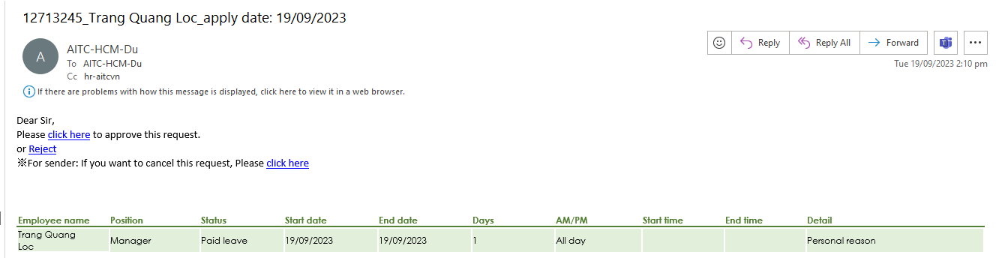 12713245_Trang Quang Loc_apply date: 19/09/2023
A
AITC-HCM-Du
To AITC-HCM-Du
Cc hr-aitcvn
Reply
Reply All
Forward
Tue 19/09/2023 2:10 pm
If there are problems with how this message is displayed, click here to view it in a web browser.
Dear Sir,
Please click here to approve this request.
or Reject
※For sender: If you want to cancel this request, Please click here
Employee name Position Status Start date End date Days AM/PM Start time End time Detail
Trang Quang
Loc Manager Paid leave 19/09/2023 19/09/2023 1 All day Personal reason